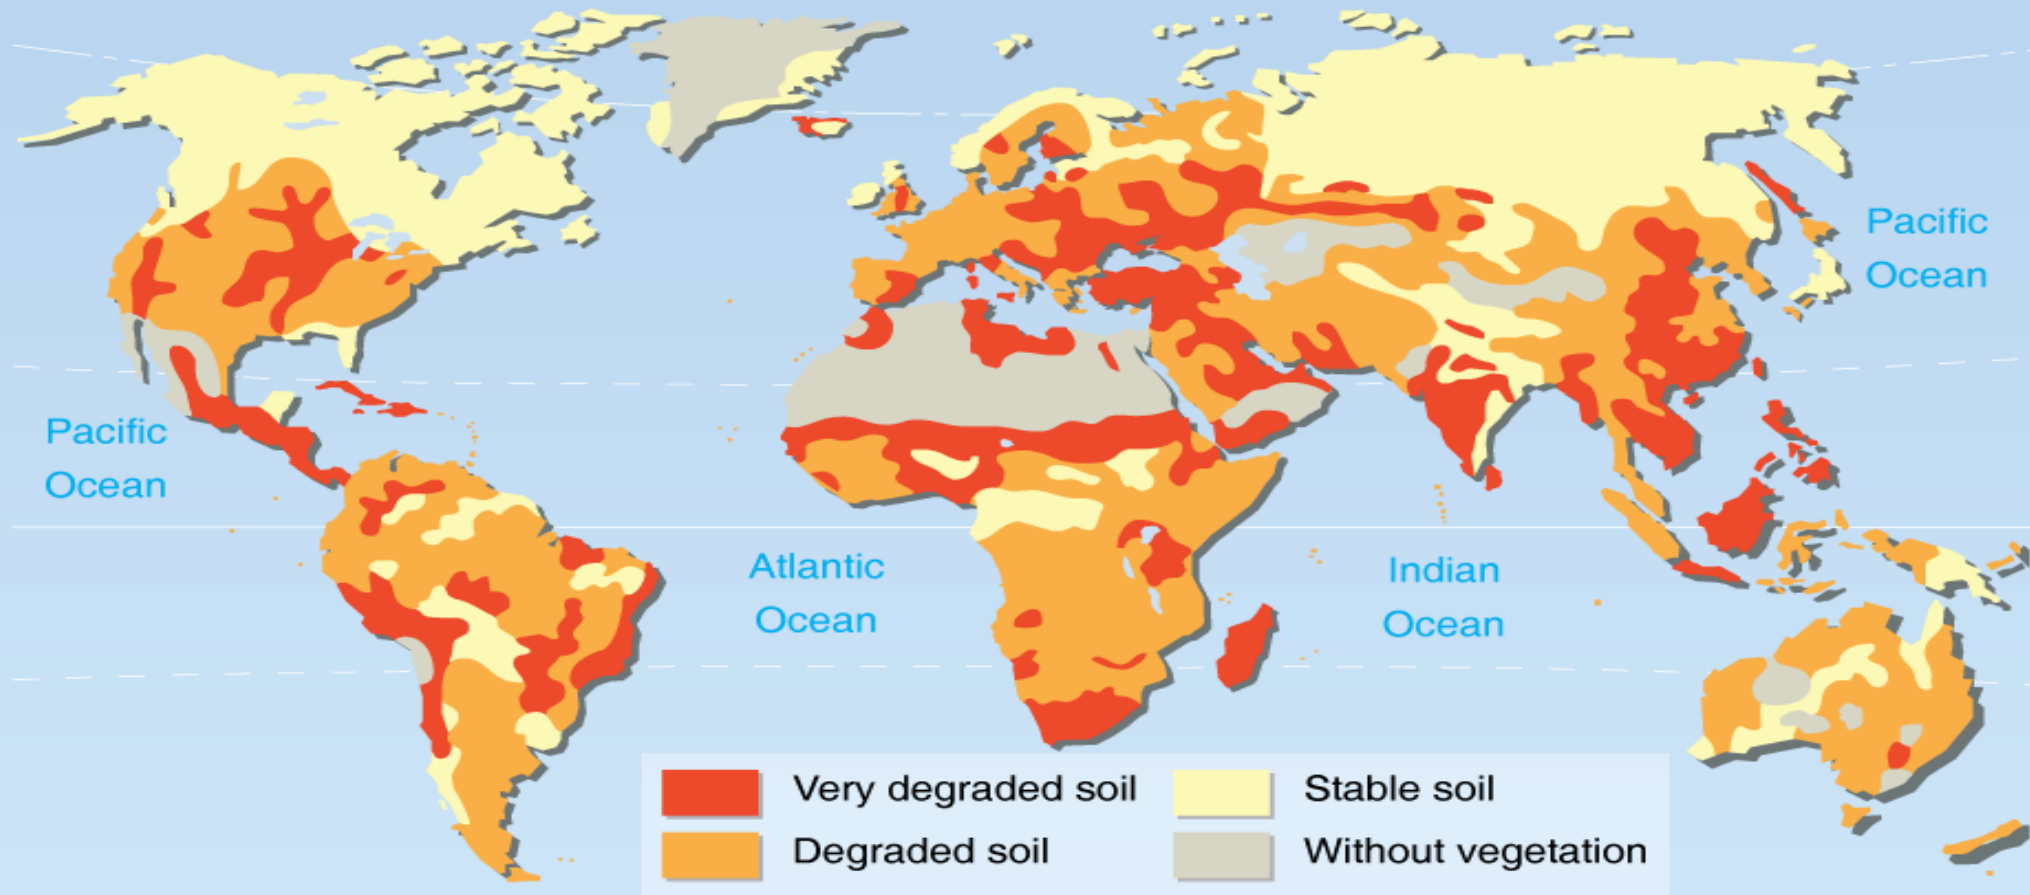 Pacific
Ocean
Pacific
Ocean
Atlantic
Ocean
Indian
Ocean
Very degraded soil
Stable soil
Degraded soil
Without vegetation